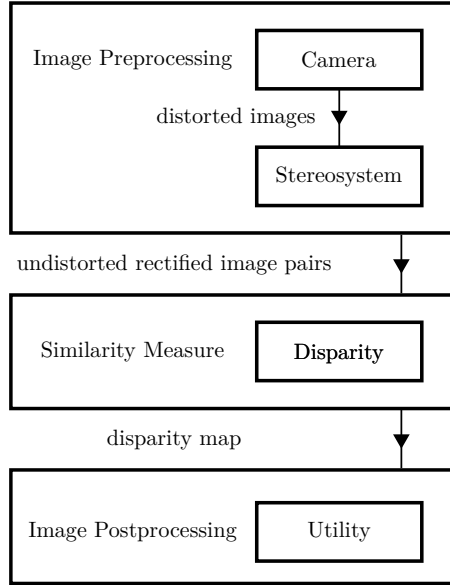 Image Preprocessing
Camera
distorted images
Stereosystem
undistorted rectified image pairs
Similarity Measure
Disparity
disparity map
Image Postprocessing
Utility